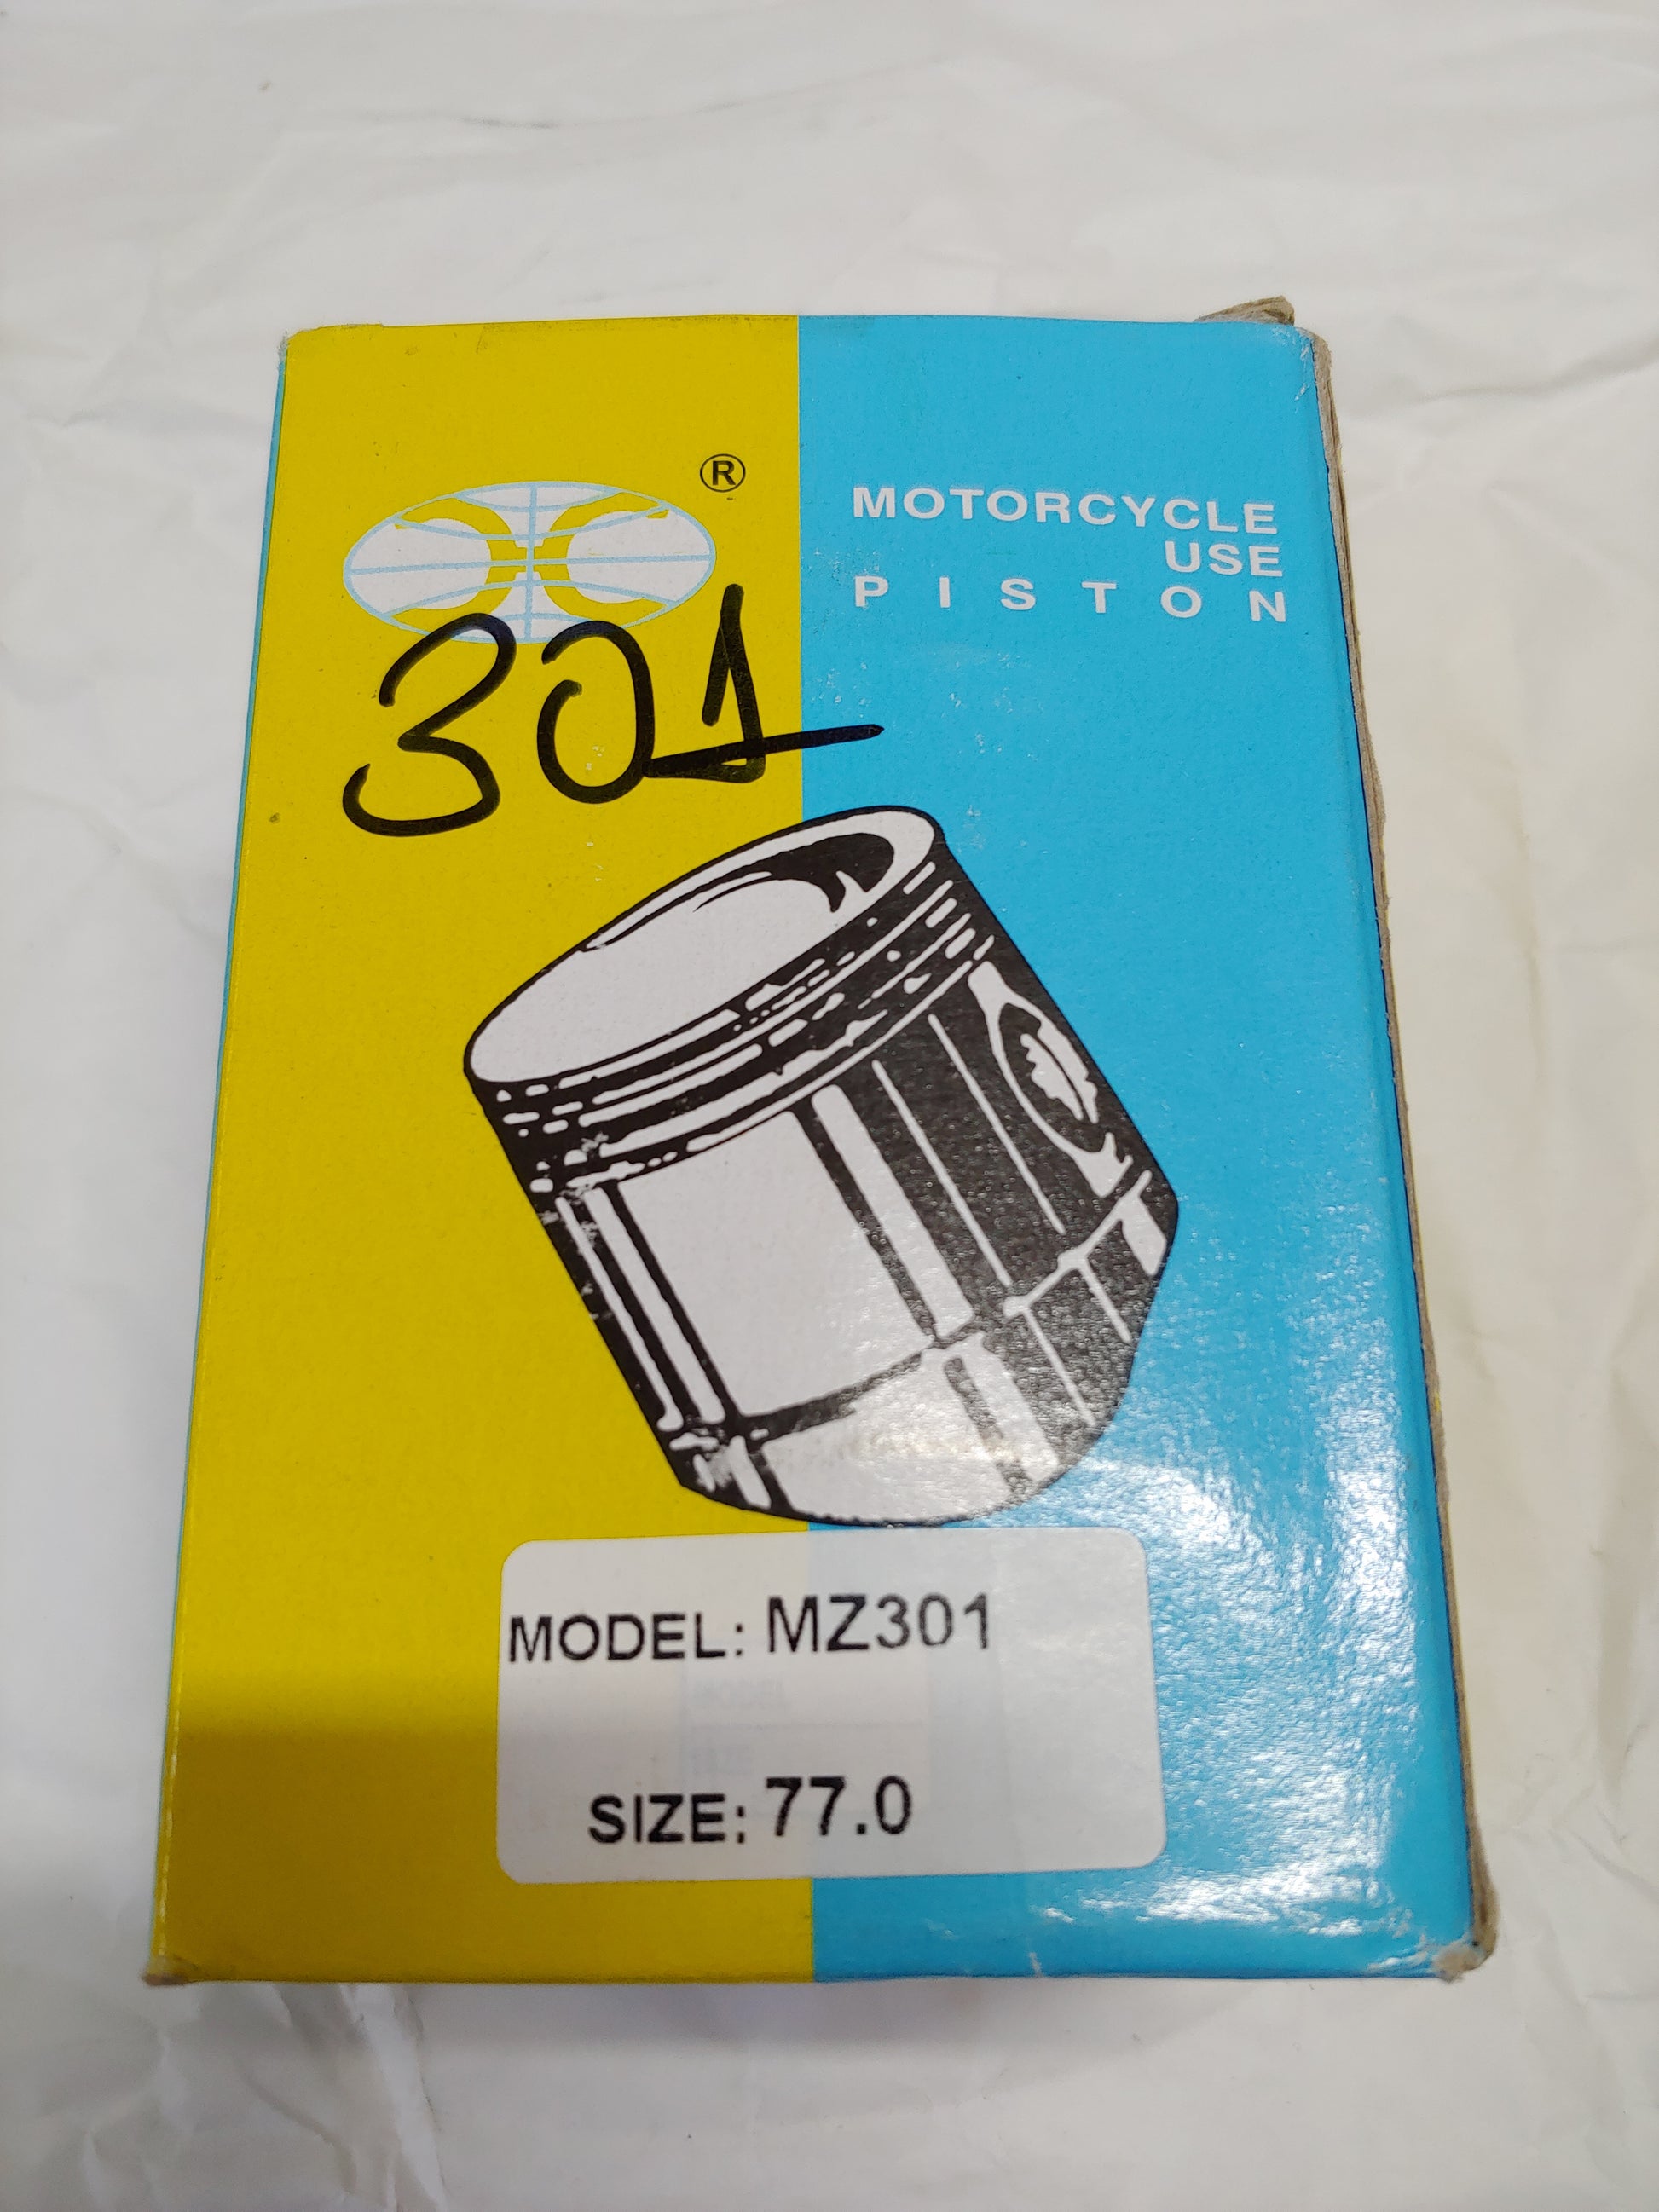 ®
MOTORCYCLE
USE
PISTON
301
MODEL: MZ301
SIZE: 77.0